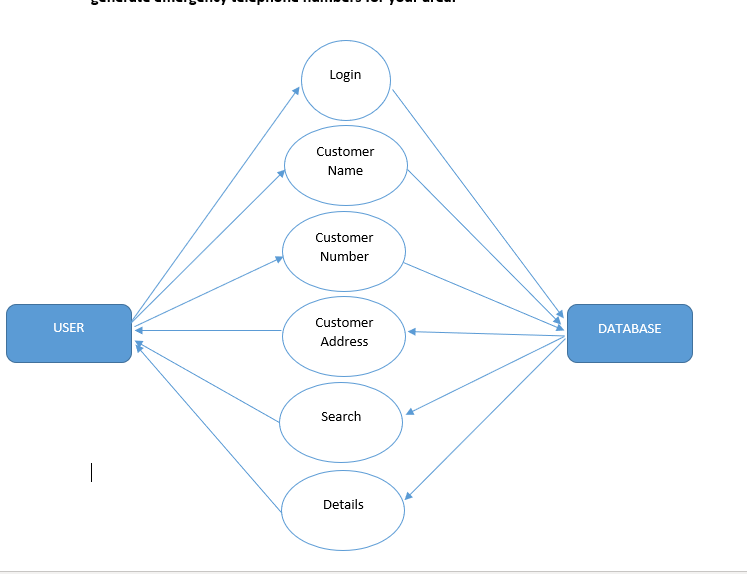 generate emergency telephone numbers for your area.
Login
Customer
Name
Customer
Number
USER
DATABASE
Customer
Address
Search
Details